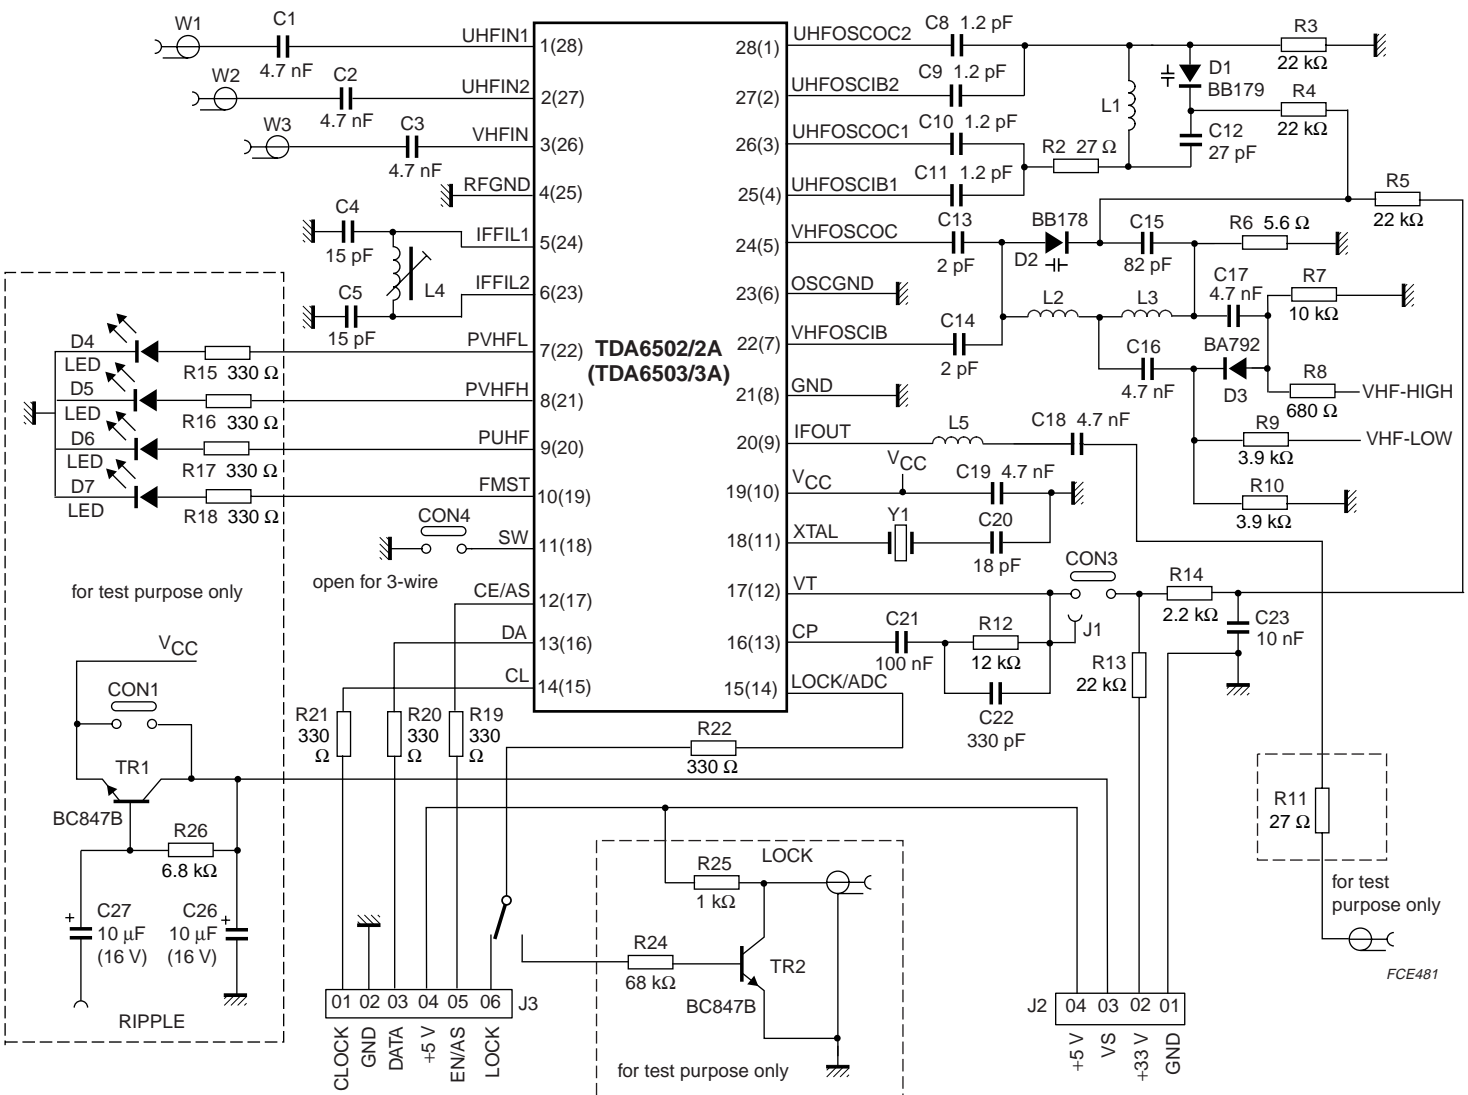 W1
C1
4.7 nF
UHFIN1
1(28)
W2
C2
4.7 nF
UHFIN2
2(27)
W3
C3
4.7 nF
VHFIN
3(26)
RFGND
4(25)
C4
15 pF
IFFIL1
5(24)
L4
C5
15 pF
IFFIL2
6(23)
D4
LED
R15 330 Ω
PVHFL
7(22)
D5
LED
R16 330 Ω
PVHFH
8(21)
D6
LED
R17 330 Ω
PUHF
9(20)
D7
LED
R18 330 Ω
FMST
10(19)
CON4
SW
11(18)
open for 3-wire
for test purpose only
CE/AS
12(17)
DA
13(16)
CL
14(15)
TDA6502/2A
(TDA6503/3A)
28(1)
UHFOSCOC2
C8 1.2 pF
27(2)
UHFOSCIB2
C9 1.2 pF
26(3)
UHFOSCOC1
C10 1.2 pF
25(4)
UHFOSCIB1
C11 1.2 pF
R2 27 Ω
L1
D1
BB179
C12
27 pF
R3
22 kΩ
R4
22 kΩ
R5
22 kΩ
24(5)
VHFOSCOC
C13
2 pF
BB178
D2
C15
82 pF
R6 5.6 Ω
23(6)
OSCGND
L2
L3
C17
4.7 nF
R7
10 kΩ
22(7)
VHFOSCIB
C14
2 pF
C16
4.7 nF
BA792
D3
R8
680 Ω
VHF-HIGH
21(8)
GND
R9
3.9 kΩ
VHF-LOW
R10
3.9 kΩ
20(9)
IFOUT
L5
C18 4.7 nF
19(10)
VCC
VCC
C19 4.7 nF
18(11)
XTAL
Y1
C20
18 pF
17(12)
VT
CON3
R14
2.2 kΩ
C23
10 nF
16(13)
CP
C21
100 nF
R12
12 kΩ
C22
330 pF
J1
R13
22 kΩ
15(14)
LOCK/ADC
R22
330 Ω
VCC
CON1
TR1
BC847B
R26
6.8 kΩ
C27
+
10 µF
(16 V)
C26
+
10 µF
(16 V)
RIPPLE
R21
330
Ω
R20
330
Ω
R19
330
Ω
01 02 03 04 05 06
J3
CLOCK
GND
DATA
+5 V
EN/AS
LOCK
LOCK
R25
1 kΩ
R24
68 kΩ
TR2
BC847B
for test purpose only
J2
04 03 02 01
+5 V
VS
+33 V
GND
R11
27 Ω
for test
purpose only
FCE481